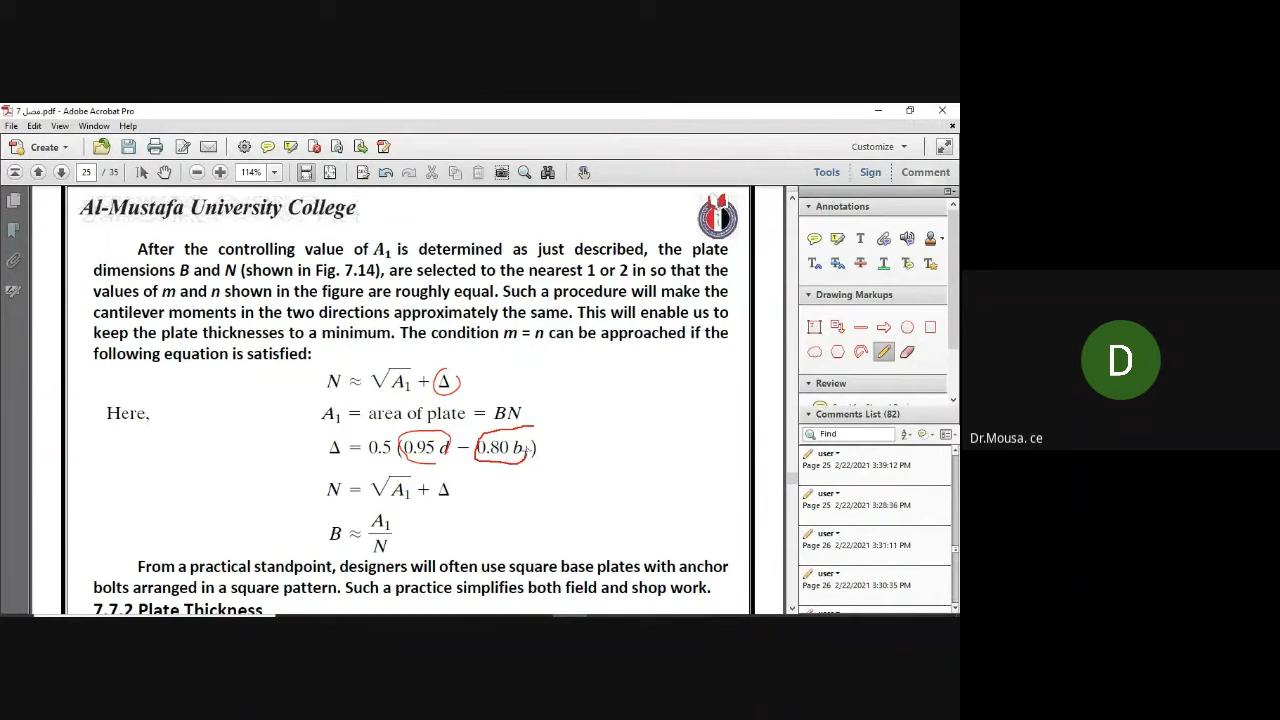 فصل 7.pdf - Adobe Acrobat Pro
File Edit View Window Help
Create
Customize
25 / 35
114%
Tools Sign Comment
Al-Mustafa University College
After the controlling value of A₁ is determined as just described, the plate
dimensions B and N (shown in Fig. 7.14), are selected to the nearest 1 or 2 in so that the
values of m and n shown in the figure are roughly equal. Such a procedure will make the
cantilever moments in the two directions approximately the same. This will enable us to
keep the plate thicknesses to a minimum. The condition m = n can be approached if the
following equation is satisfied:
N ≈ √A₁ + Δ
Here, A₁ = area of plate = BN
Δ = 0.5 (0.95 d − 0.80 b)
N = √A₁ + Δ
B ≈ A₁ / N
From a practical standpoint, designers will often use square base plates with anchor
bolts arranged in a square pattern. Such a practice simplifies both field and shop work.
7.7.2 Plate Thickness
Annotations
Drawing Markups
Review
Comments List (82)
Find
user
Page 25 2/22/2021 3:39:12 PM
user
Page 25 2/22/2021 3:28:36 PM
user
Page 26 2/22/2021 3:31:11 PM
user
Page 26 2/22/2021 3:30:35 PM
D
Dr.Mousa. ce